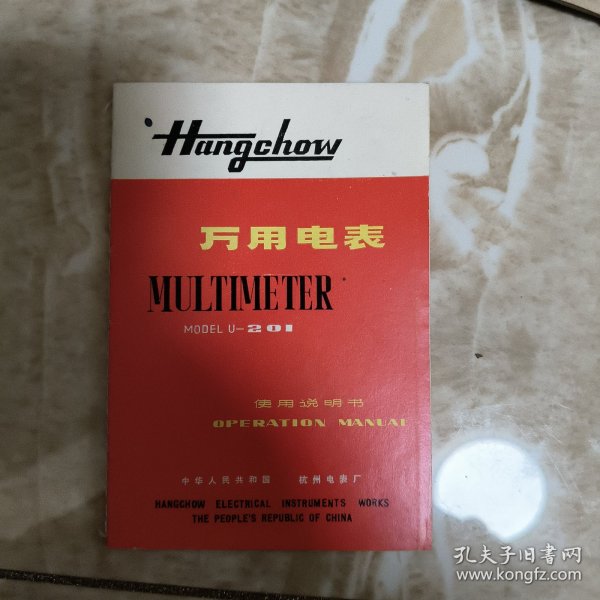 Hangchow
万用电表
MULTIMETER
MODEL U-201
使用说明书
OPERATION MANUAL
中华人民共和国 杭州电表厂
HANGCHOW ELECTRICAL INSTRUMENTS WORKS
THE PEOPLE'S REPUBLIC OF CHINA
孔夫子旧书网
www.kongfz.com